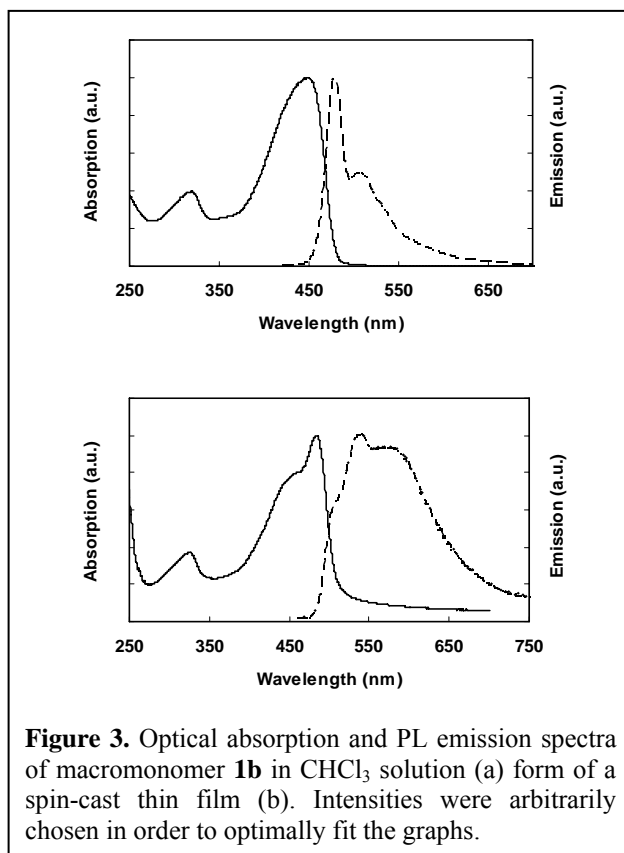 Absorption (a.u.)
Emission (a.u.)
250 350 450 550 650
Wavelength (nm)
Absorption (a.u.)
Emission (a.u.)
250 350 450 550 650 750
Wavelength (nm)
Figure 3. Optical absorption and PL emission spectra
of macromonomer 1b in CHCl₃ solution (a) form of a
spin-cast thin film (b). Intensities were arbitrarily
chosen in order to optimally fit the graphs.